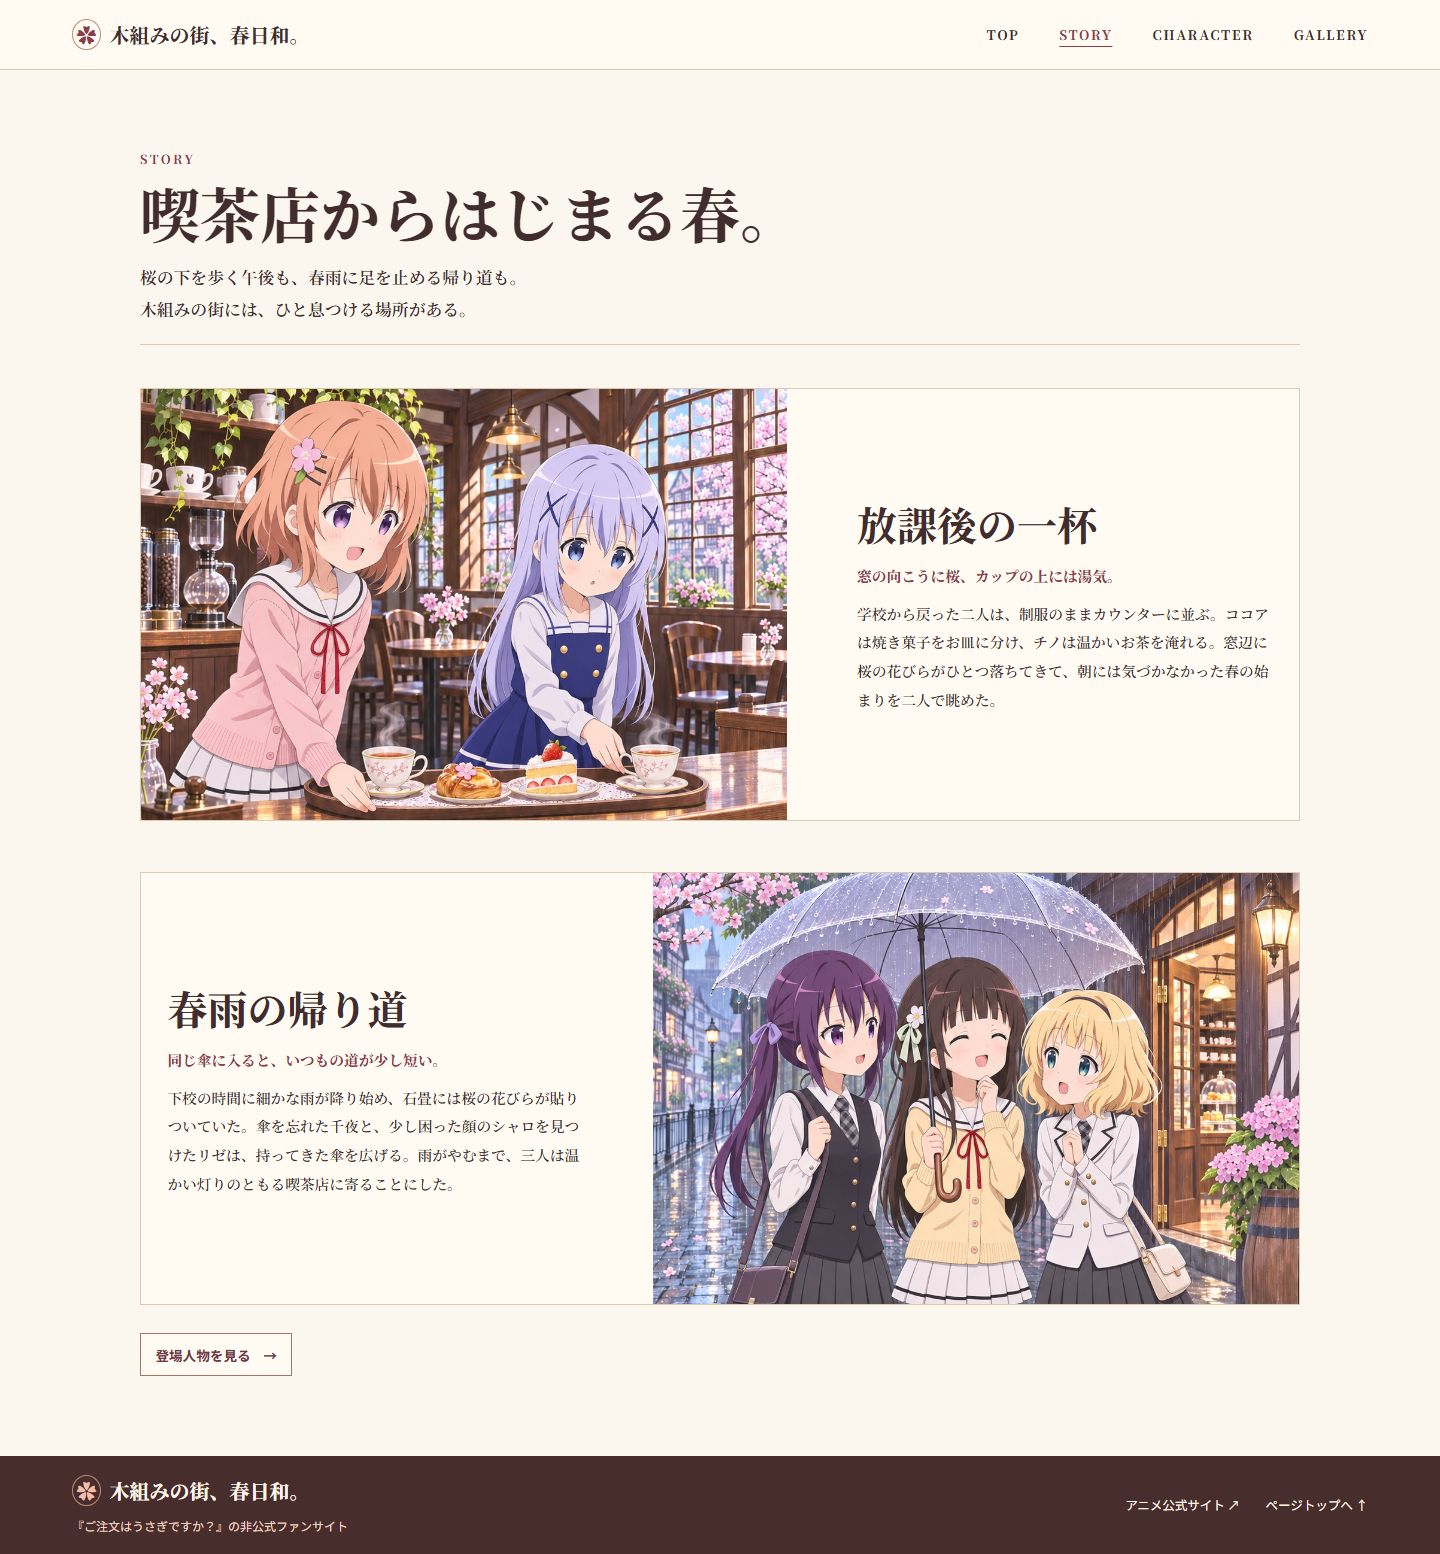 木組みの街、春日和。
TOP STORY CHARACTER GALLERY
STORY
喫茶店からはじまる春。
桜の下を歩く午後も、春雨に足を止める帰り道も。
木組みの街には、ひと息つける場所がある。
放課後の一杯
窓の向こうに桜、カップの上には湯気。
学校から戻った二人は、制服のままカウンターに並ぶ。ココア
は焼き菓子をお皿に分け、チノは温かいお茶を淹れる。窓辺に
桜の花びらがひとつ落ちてきて、朝には気づかなかった春の始
まりを二人で眺めた。
春雨の帰り道
同じ傘に入ると、いつもの道が少し短い。
下校の時間に細かな雨が降り始め、石畳には桜の花びらが貼り
ついていた。傘を忘れた千夜と、少し困った顔のシャロを見つ
けたリゼは、持ってきた傘を広げる。雨がやむまで、三人は温
かい灯りのともる喫茶店に寄ることにした。
登場人物を見る →
木組みの街、春日和。
『ご注文はうさぎですか？』の非公式ファンサイト
アニメ公式サイト ↗ ページトップへ ↑